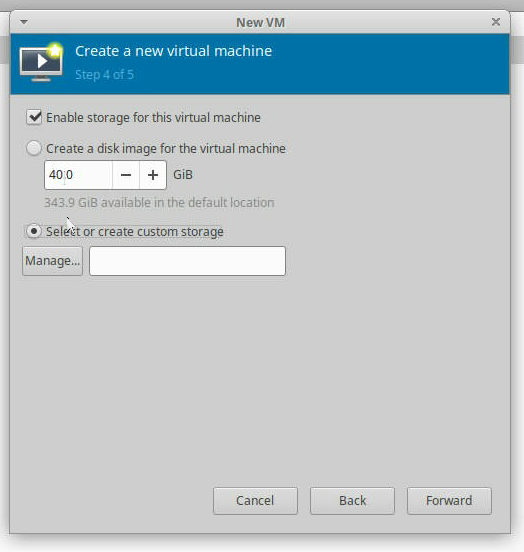 New VM
Create a new virtual machine
Step 4 of 5
Enable storage for this virtual machine
Create a disk image for the virtual machine
40.0 − + GiB
343.9 GiB available in the default location
Select or create custom storage
Manage...
Cancel Back Forward